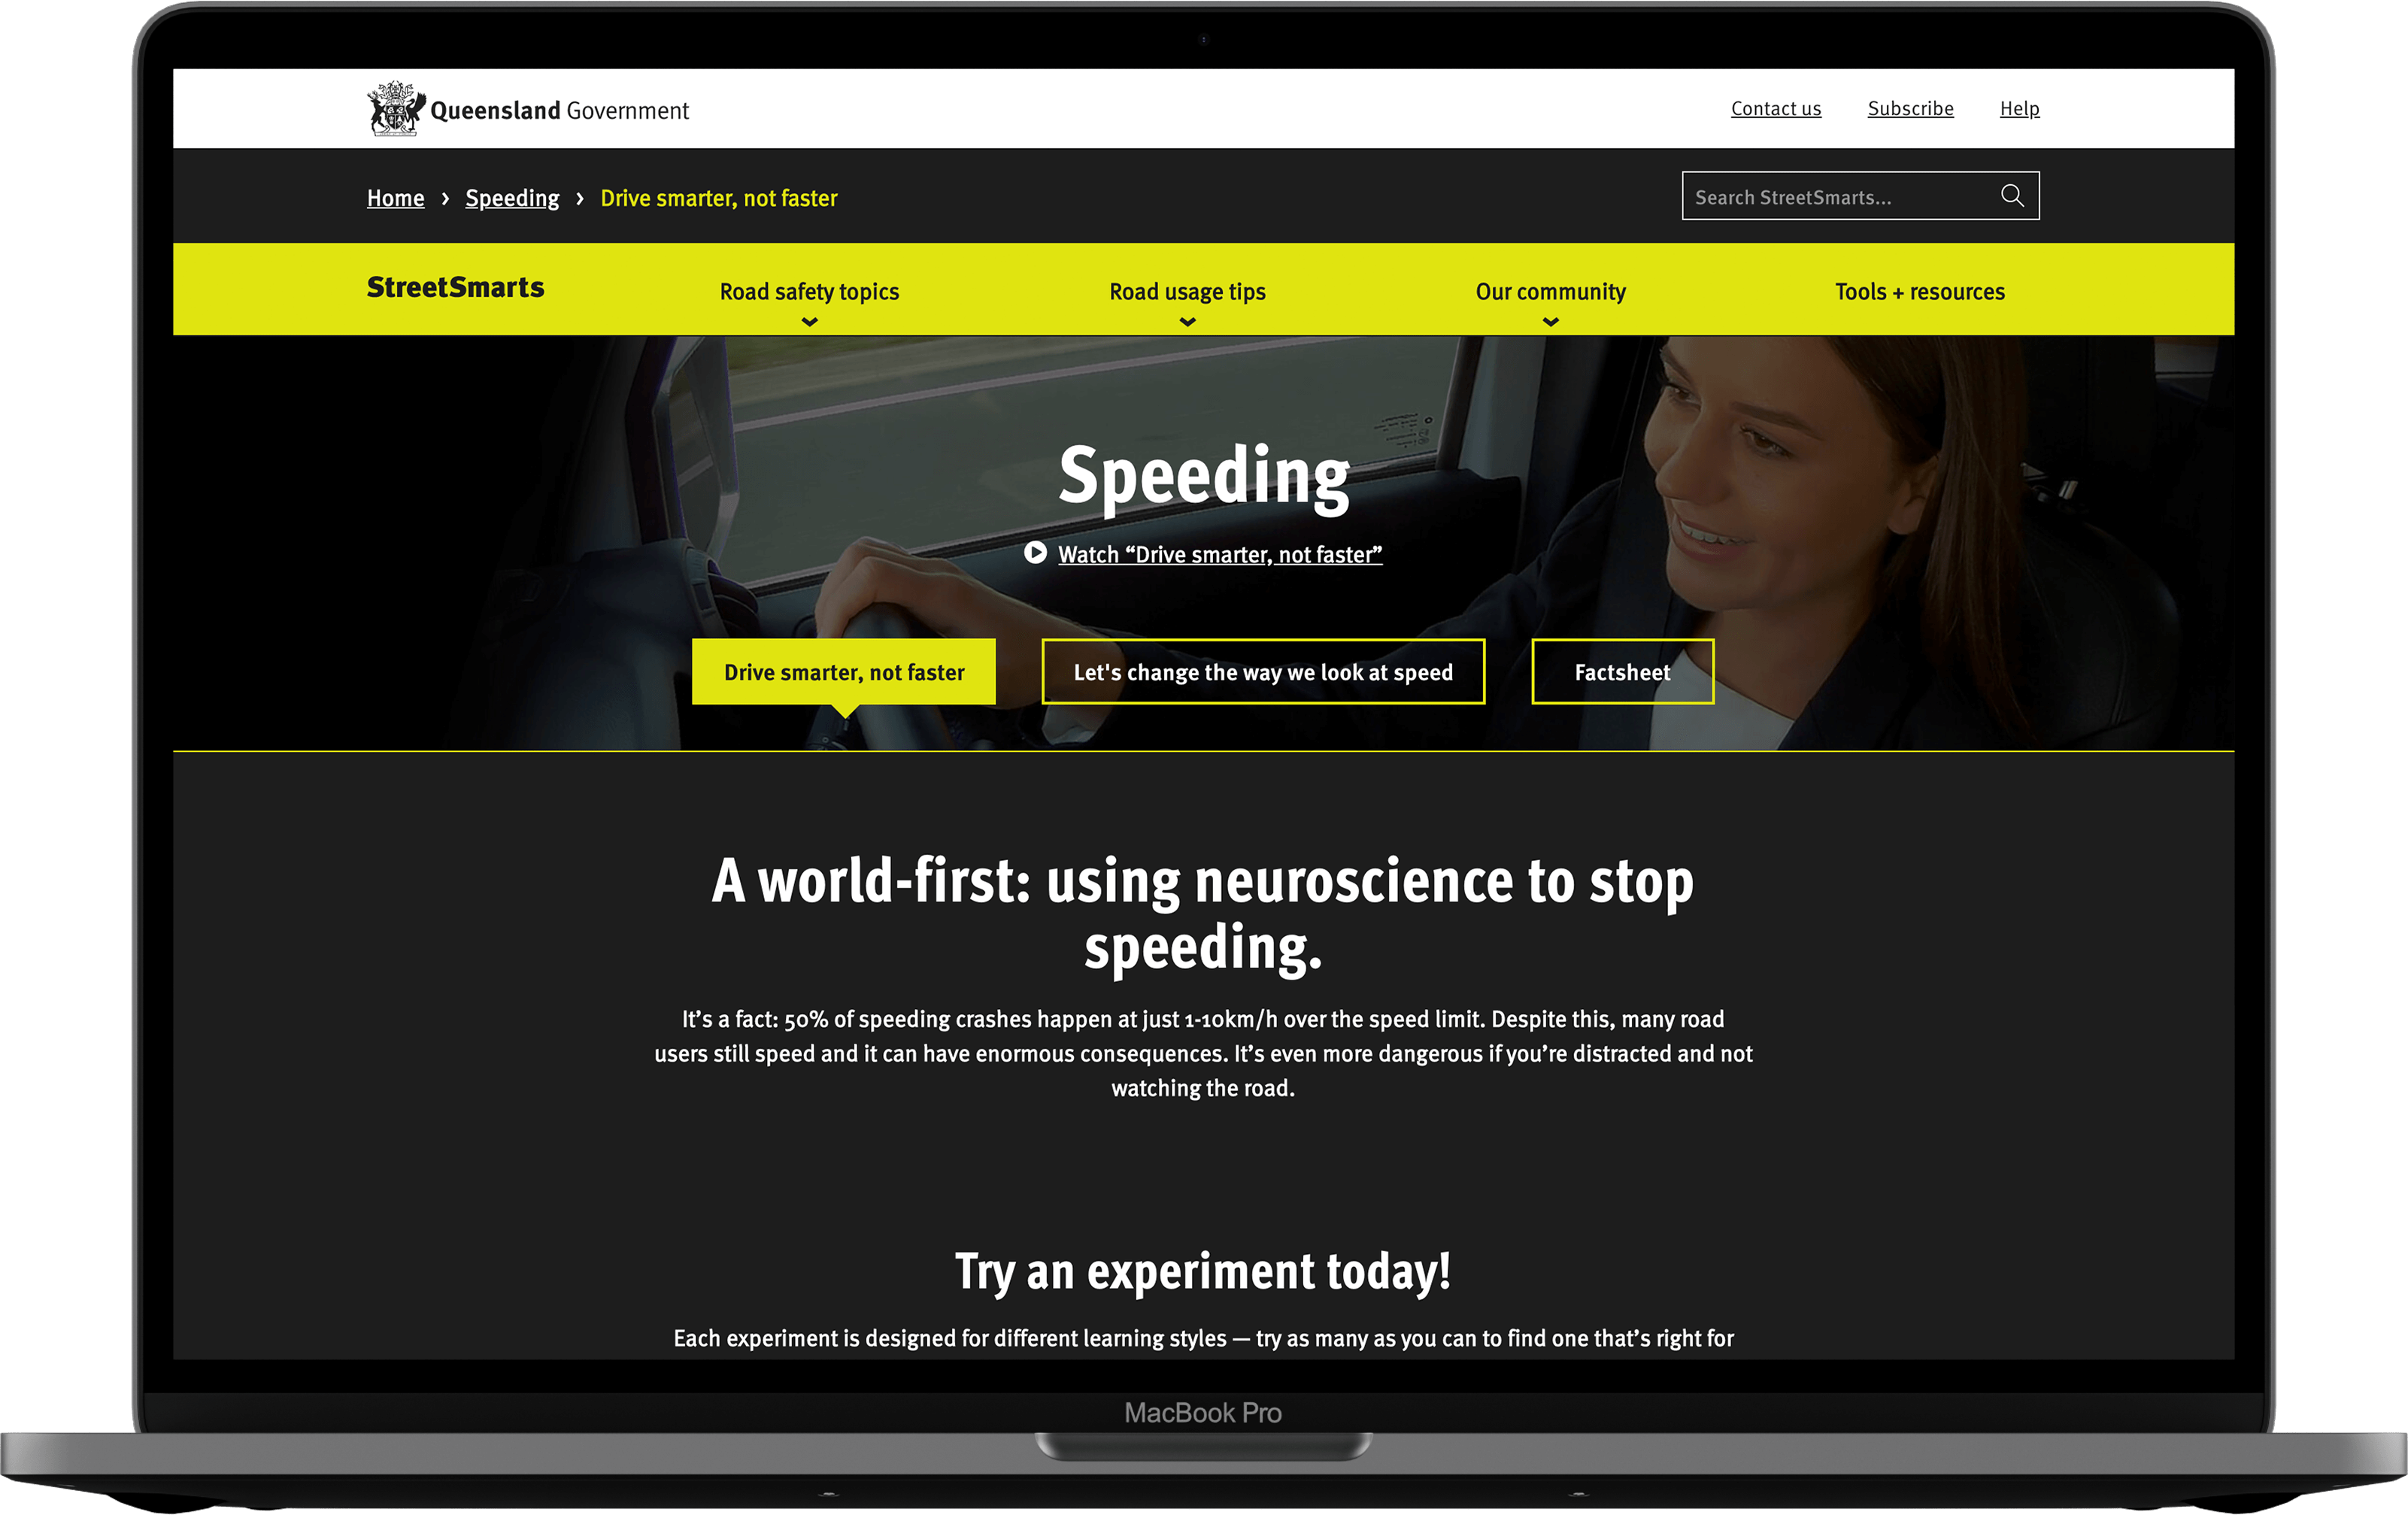 Queensland Government
Contact us Subscribe Help
Home › Speeding › Drive smarter, not faster
Search StreetSmarts...
StreetSmarts Road safety topics Road usage tips Our community Tools + resources
Speeding
Watch “Drive smarter, not faster”
Drive smarter, not faster Let's change the way we look at speed Factsheet
A world-first: using neuroscience to stop
speeding.
It’s a fact: 50% of speeding crashes happen at just 1-10km/h over the speed limit. Despite this, many road
users still speed and it can have enormous consequences. It’s even more dangerous if you’re distracted and not
watching the road.
Try an experiment today!
Each experiment is designed for different learning styles — try as many as you can to find one that’s right for
MacBook Pro